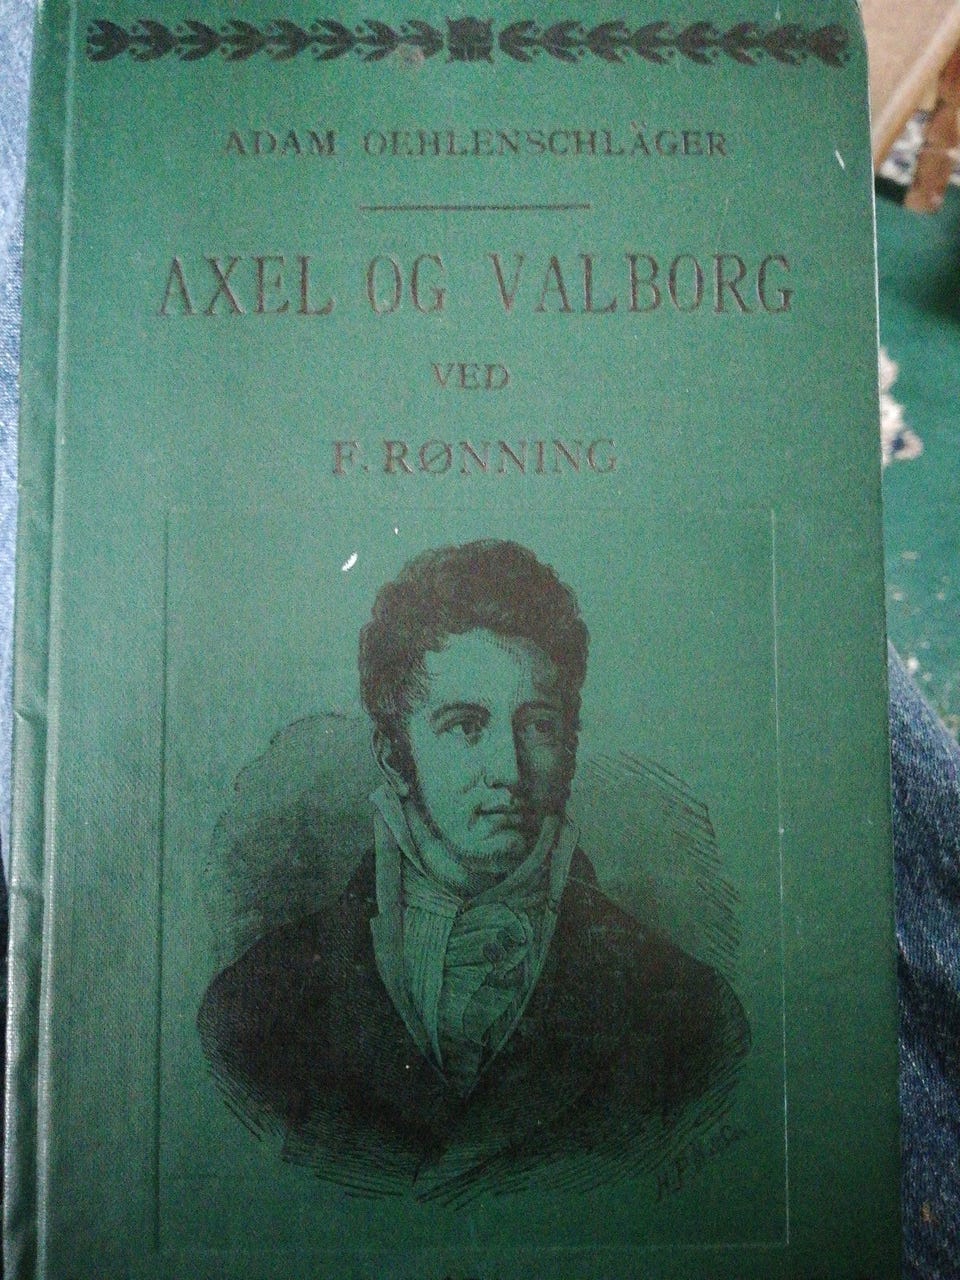 ADAM OEHLENSCHLÄGER
AXEL OG VALBORG
VED
F. RØNNING